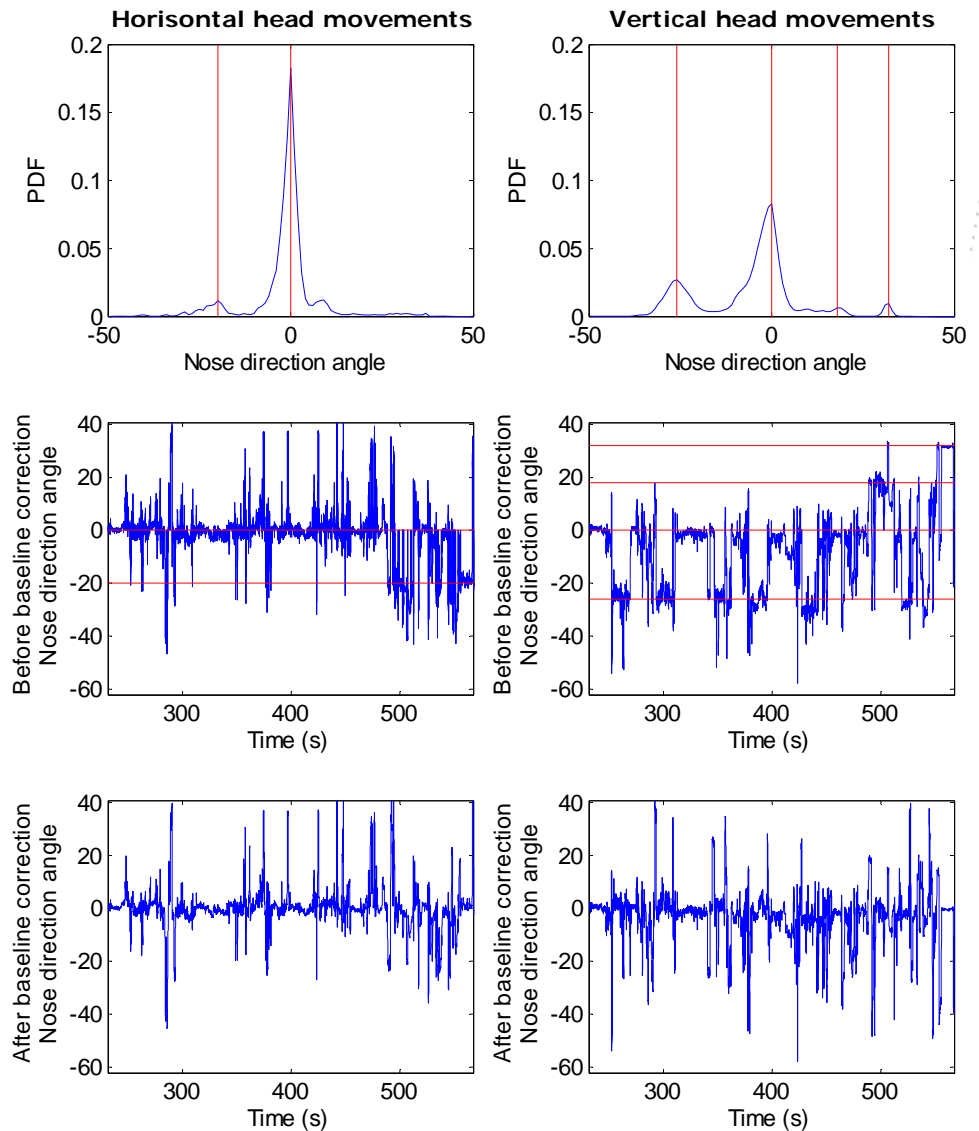 Horisontal head movements
Vertical head movements
0.2
0.15
0.1
0.05
0
PDF
-50
0
50
Nose direction angle
0.2
0.15
0.1
0.05
0
PDF
-50
0
50
Nose direction angle
40
20
0
-20
-40
-60
Before baseline correction
Nose direction angle
300
400
500
Time (s)
40
20
0
-20
-40
-60
Before baseline correction
Nose direction angle
300
400
500
Time (s)
40
20
0
-20
-40
-60
After baseline correction
Nose direction angle
300
400
500
Time (s)
40
20
0
-20
-40
-60
After baseline correction
Nose direction angle
300
400
500
Time (s)